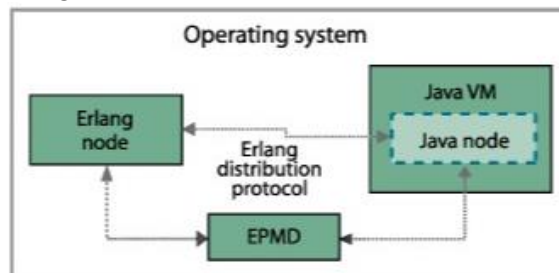 Operating system
Erlang
node
Java VM
Java node
Erlang
distribution
protocol
EPMD